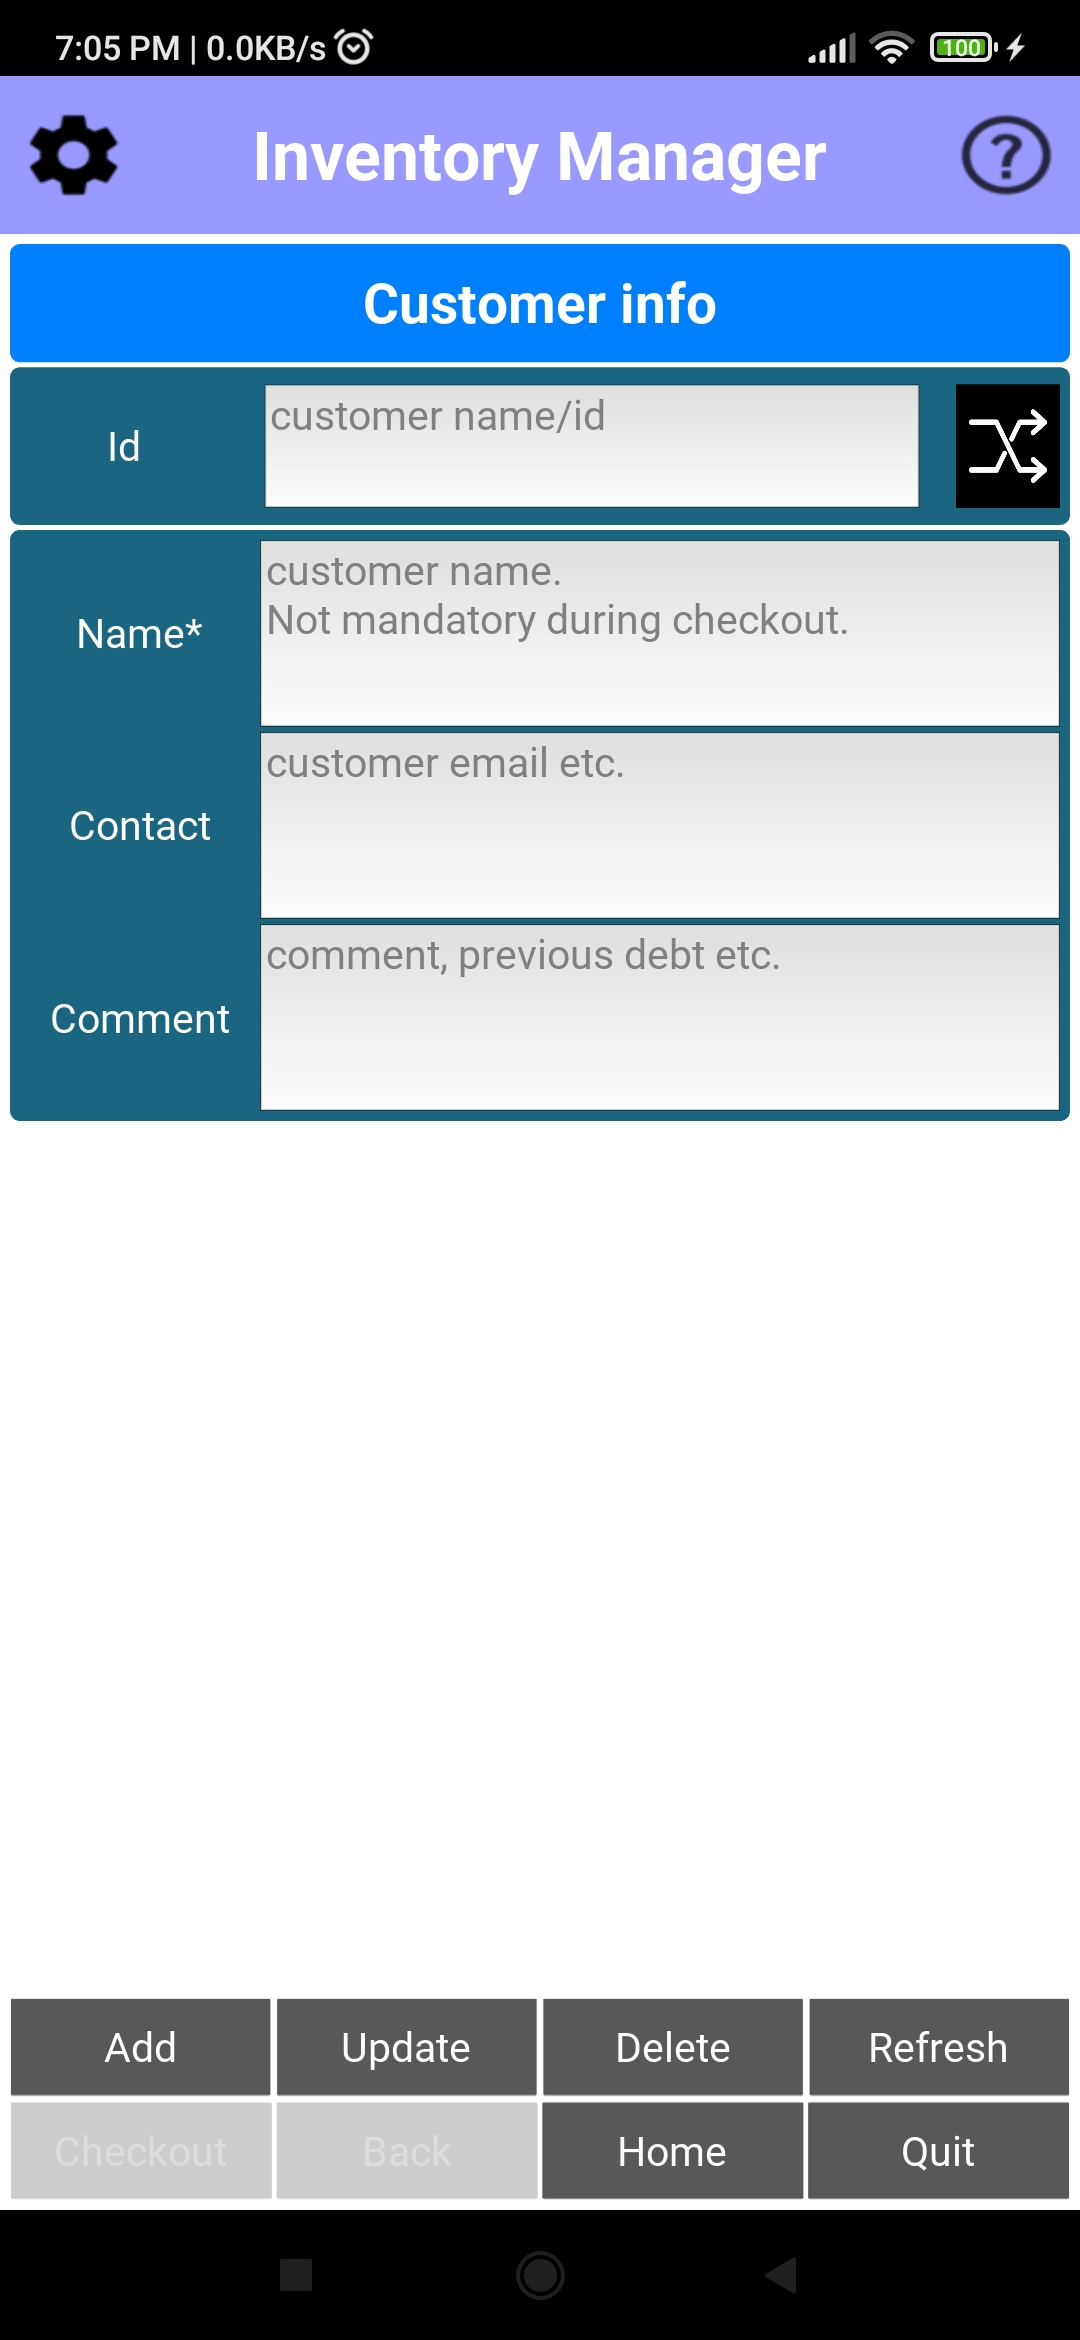 7:05 PM | 0.0KB/s
100
Inventory Manager
?
Customer info
Id
customer name/id
Name*
customer name.
Not mandatory during checkout.
Contact
customer email etc.
Comment
comment, previous debt etc.
Add Update Delete Refresh
Checkout Back Home Quit